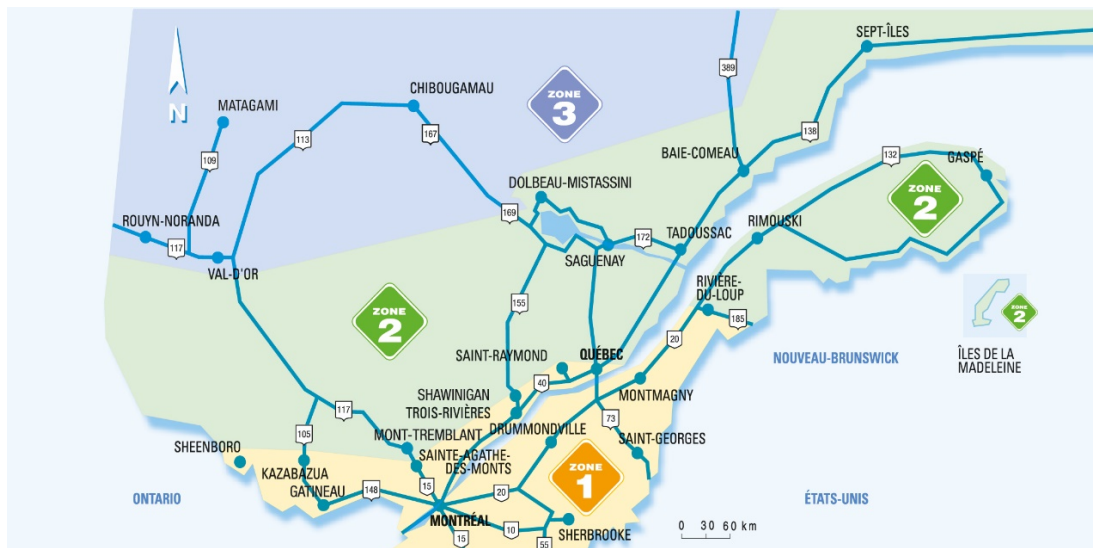 SEPT-ÎLES
389
CHIBOUGAMAU
ZONE
3
N
MATAGAMI
113
167
138
109
BAIE-COMEAU
132
GASPÉ
DOLBEAU-MISTASSINI
ZONE
2
ROUYN-NORANDA
169
RIMOUSKI
117
172
TADOUSSAC
SAGUENAY
VAL-D'OR
RIVIÈRE-
DU-LOUP
155
185
ZONE
2
ZONE
2
20
SAINT-RAYMOND
QUÉBEC
NOUVEAU-BRUNSWICK
ÎLES DE LA
MADELEINE
40
SHAWINIGAN
MONTMAGNY
TROIS-RIVIÈRES
117
73
105
DRUMMONDVILLE
MONT-TREMBLANT
SAINT-GEORGES
SHEENBORO
SAINTE-AGATHE-
DES-MONTS
KAZABAZUA
ZONE
1
15
GATINEAU
148
20
ONTARIO
ÉTATS-UNIS
MONTRÉAL
10
SHERBROOKE
0 30 60 km
15
55